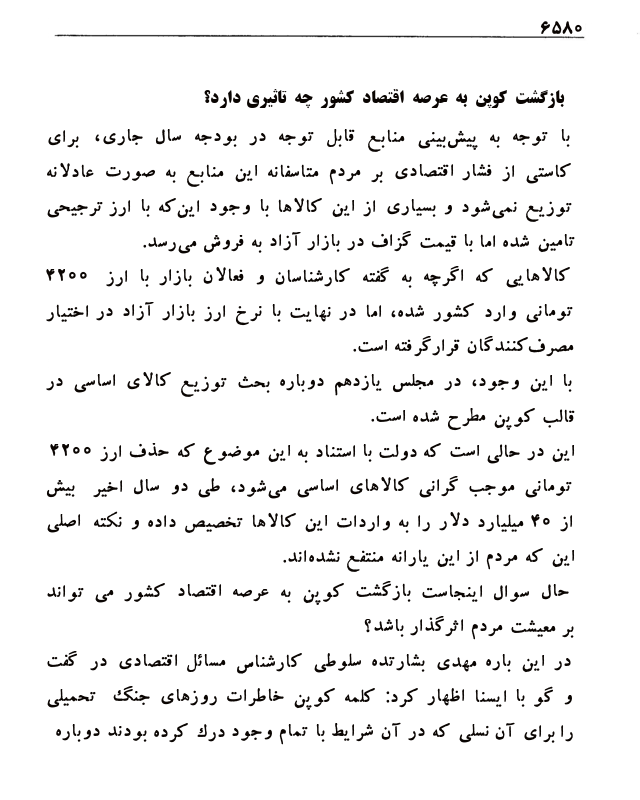 ۶۵۸۰
بازگشت کوپن به عرصه اقتصاد کشور چه تاثیری دارد؟
با توجه به پیش‌بینی منابع قابل توجه در بودجه سال جاری، برای
کاستی از فشار اقتصادی بر مردم متاسفانه این منابع به صورت عادلانه
توزیع نمی‌شود و بسیاری از این کالاها با وجود این‌که با ارز ترجیحی
تامین شده اما با قیمت گزاف در بازار آزاد به فروش می‌رسد.
کالاهایی که اگرچه به گفته کارشناسان و فعالان بازار با ارز ۴۲۰۰
تومانی وارد کشور شده، اما در نهایت با نرخ ارز بازار آزاد در اختیار
مصرف‌کنندگان قرارگرفته است.
با این وجود، در مجلس یازدهم دوباره بحث توزیع کالای اساسی در
قالب کوپن مطرح شده است.
این در حالی است که دولت با استناد به این موضوع که حذف ارز ۴۲۰۰
تومانی موجب گرانی کالاهای اساسی می‌شود، طی دو سال اخیر بیش
از ۴۰ میلیارد دلار را به واردات این کالاها تخصیص داده و نکته اصلی
این که مردم از این یارانه منتفع نشده‌اند.
حال سوال اینجاست بازگشت کوپن به عرصه اقتصاد کشور می تواند
بر معیشت مردم اثرگذار باشد؟
در این باره مهدی بشارتده سلوطی کارشناس مسائل اقتصادی در گفت
و گو با ایسنا اظهار کرد: کلمه کوپن خاطرات روزهای جنگ تحمیلی
را برای آن نسلی که در آن شرایط با تمام وجود درك کرده بودند دوباره